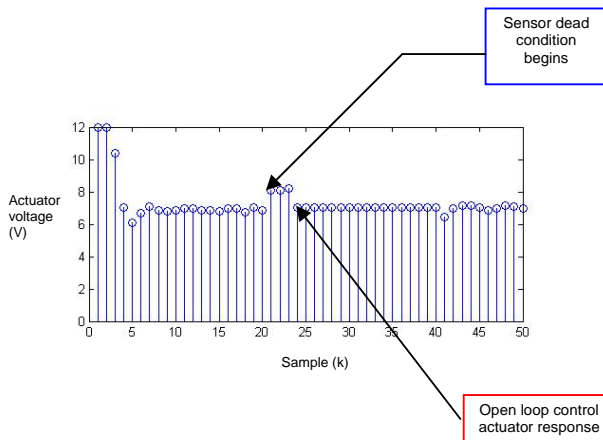 Sensor dead
condition
begins
12
10
8
6
4
2
0
Actuator
voltage
(V)
0 5 10 15 20 25 30 35 40 45 50
Sample (k)
Open loop control
actuator response